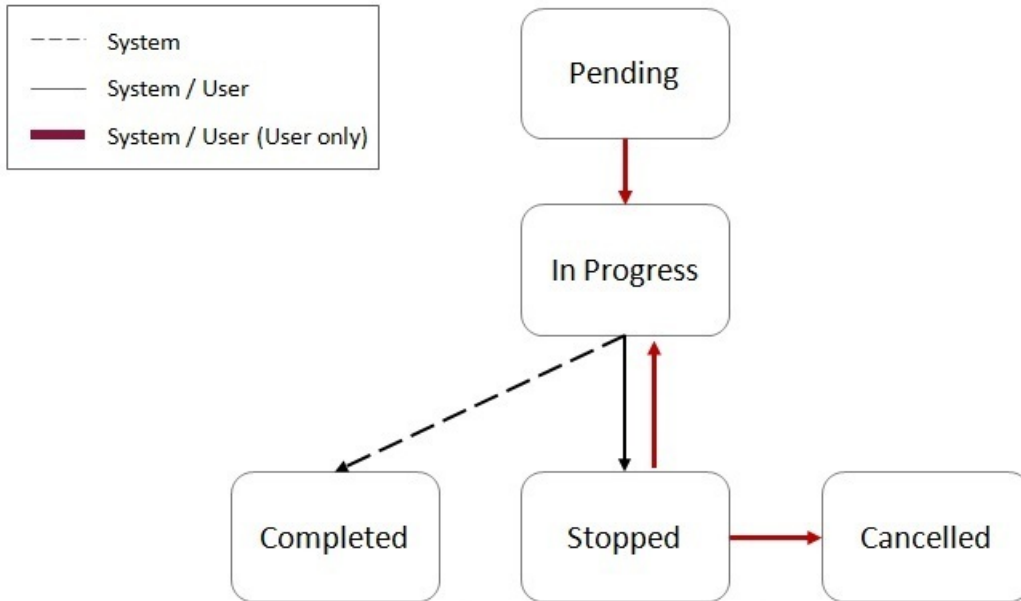 System
System / User
System / User (User only)
Pending
In Progress
Completed
Stopped
Cancelled